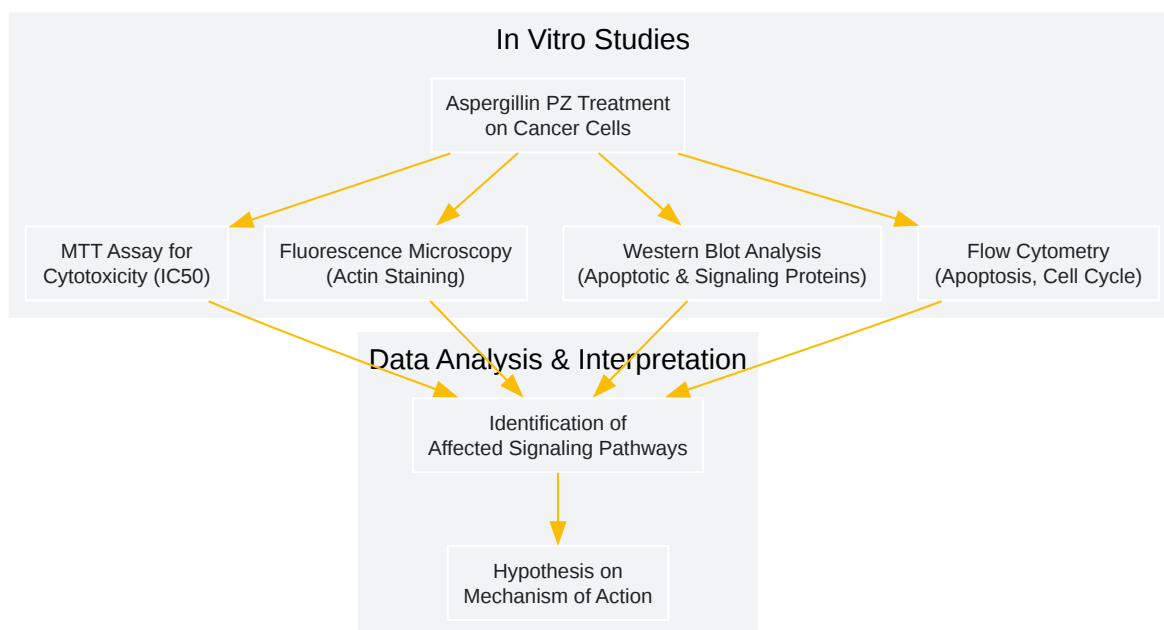 In Vitro Studies
Aspergillin PZ Treatment
on Cancer Cells
MTT Assay for
Cytotoxicity (IC50)
Fluorescence Microscopy
(Actin Staining)
Western Blot Analysis
(Apoptotic & Signaling Proteins)
Flow Cytometry
(Apoptosis, Cell Cycle)
Data Analysis & Interpretation
Identification of
Affected Signaling Pathways
Hypothesis on
Mechanism of Action